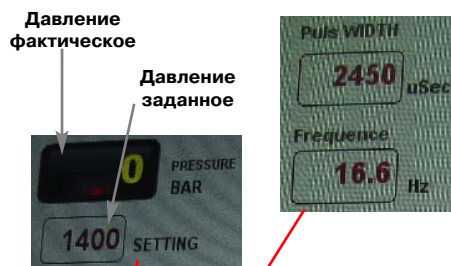 Давление
фактическое
Давление
заданное
0 PRESSURE
BAR
1400 SETTING
Puls WIDTH
2450 uSec
Frequence
16.6 Hz